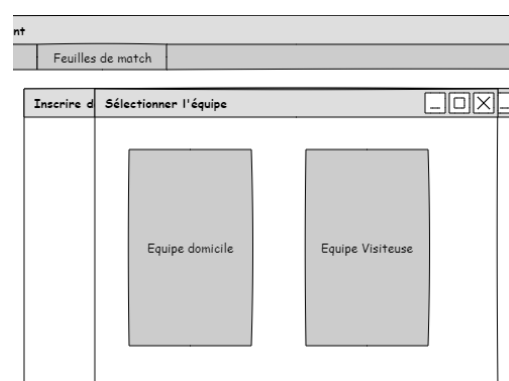 nt
Feuilles de match
Inscrire d
Sélectionner l'équipe
Equipe domicile
Equipe Visiteuse